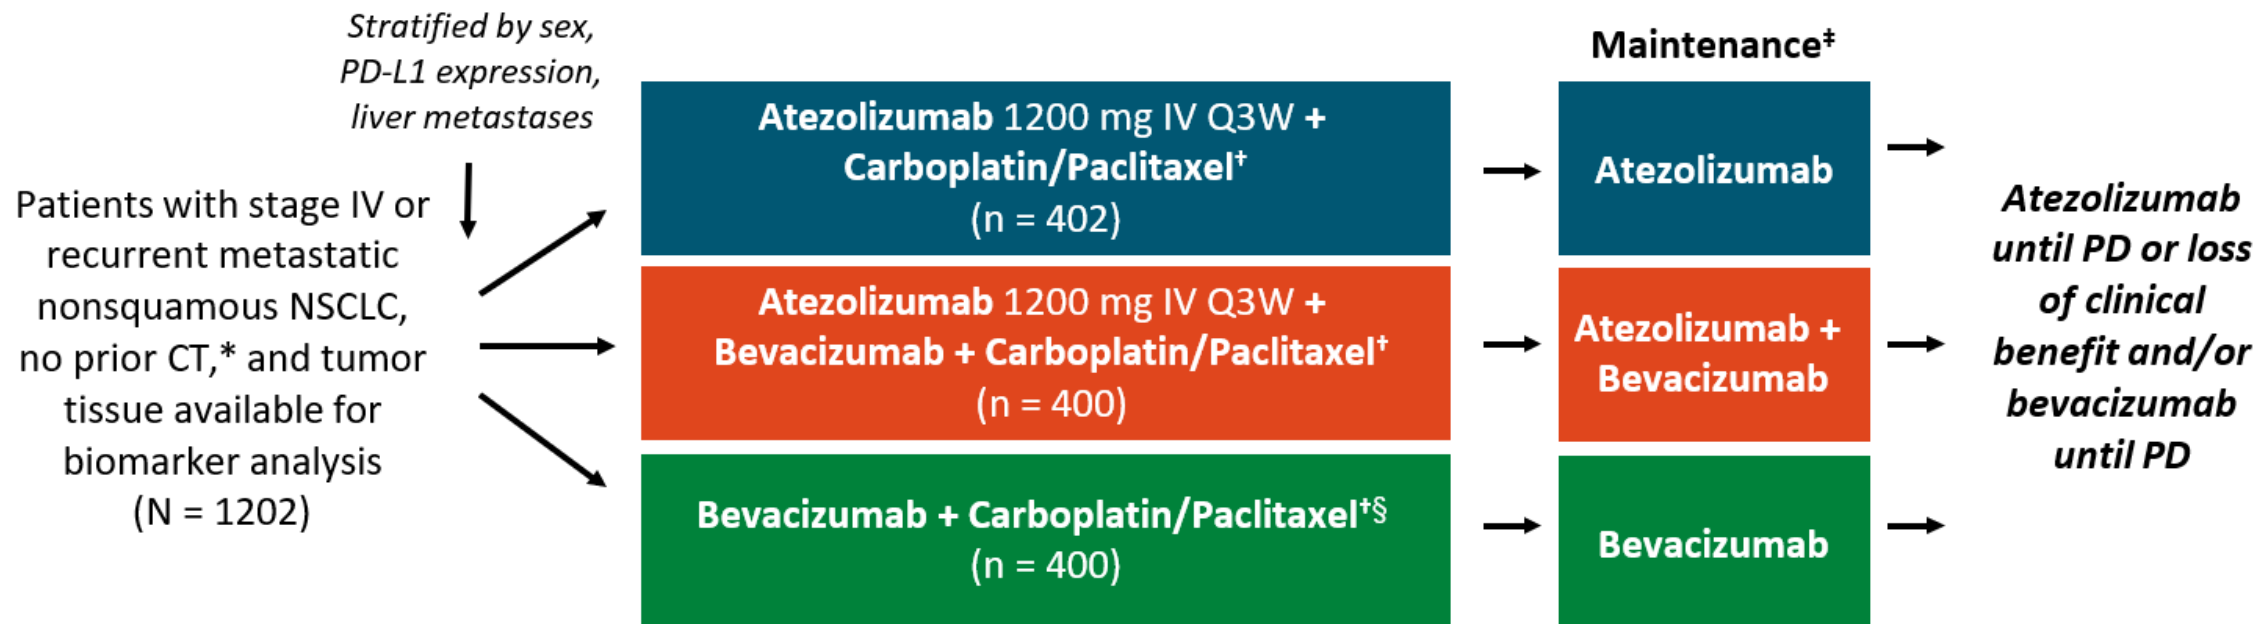 Stratified by sex,
PD-L1 expression,
liver metastases
Patients with stage IV or
recurrent metastatic
nonsquamous NSCLC,
no prior CT,* and tumor
tissue available for
biomarker analysis
(N = 1202)
Atezolizumab 1200 mg IV Q3W +
Carboplatin/Paclitaxel†
(n = 402)
Atezolizumab 1200 mg IV Q3W +
Bevacizumab + Carboplatin/Paclitaxel†
(n = 400)
Bevacizumab + Carboplatin/Paclitaxel†§
(n = 400)
Maintenance‡
Atezolizumab
Atezolizumab +
Bevacizumab
Bevacizumab
Atezolizumab
until PD or loss
of clinical
benefit and/or
bevacizumab
until PD